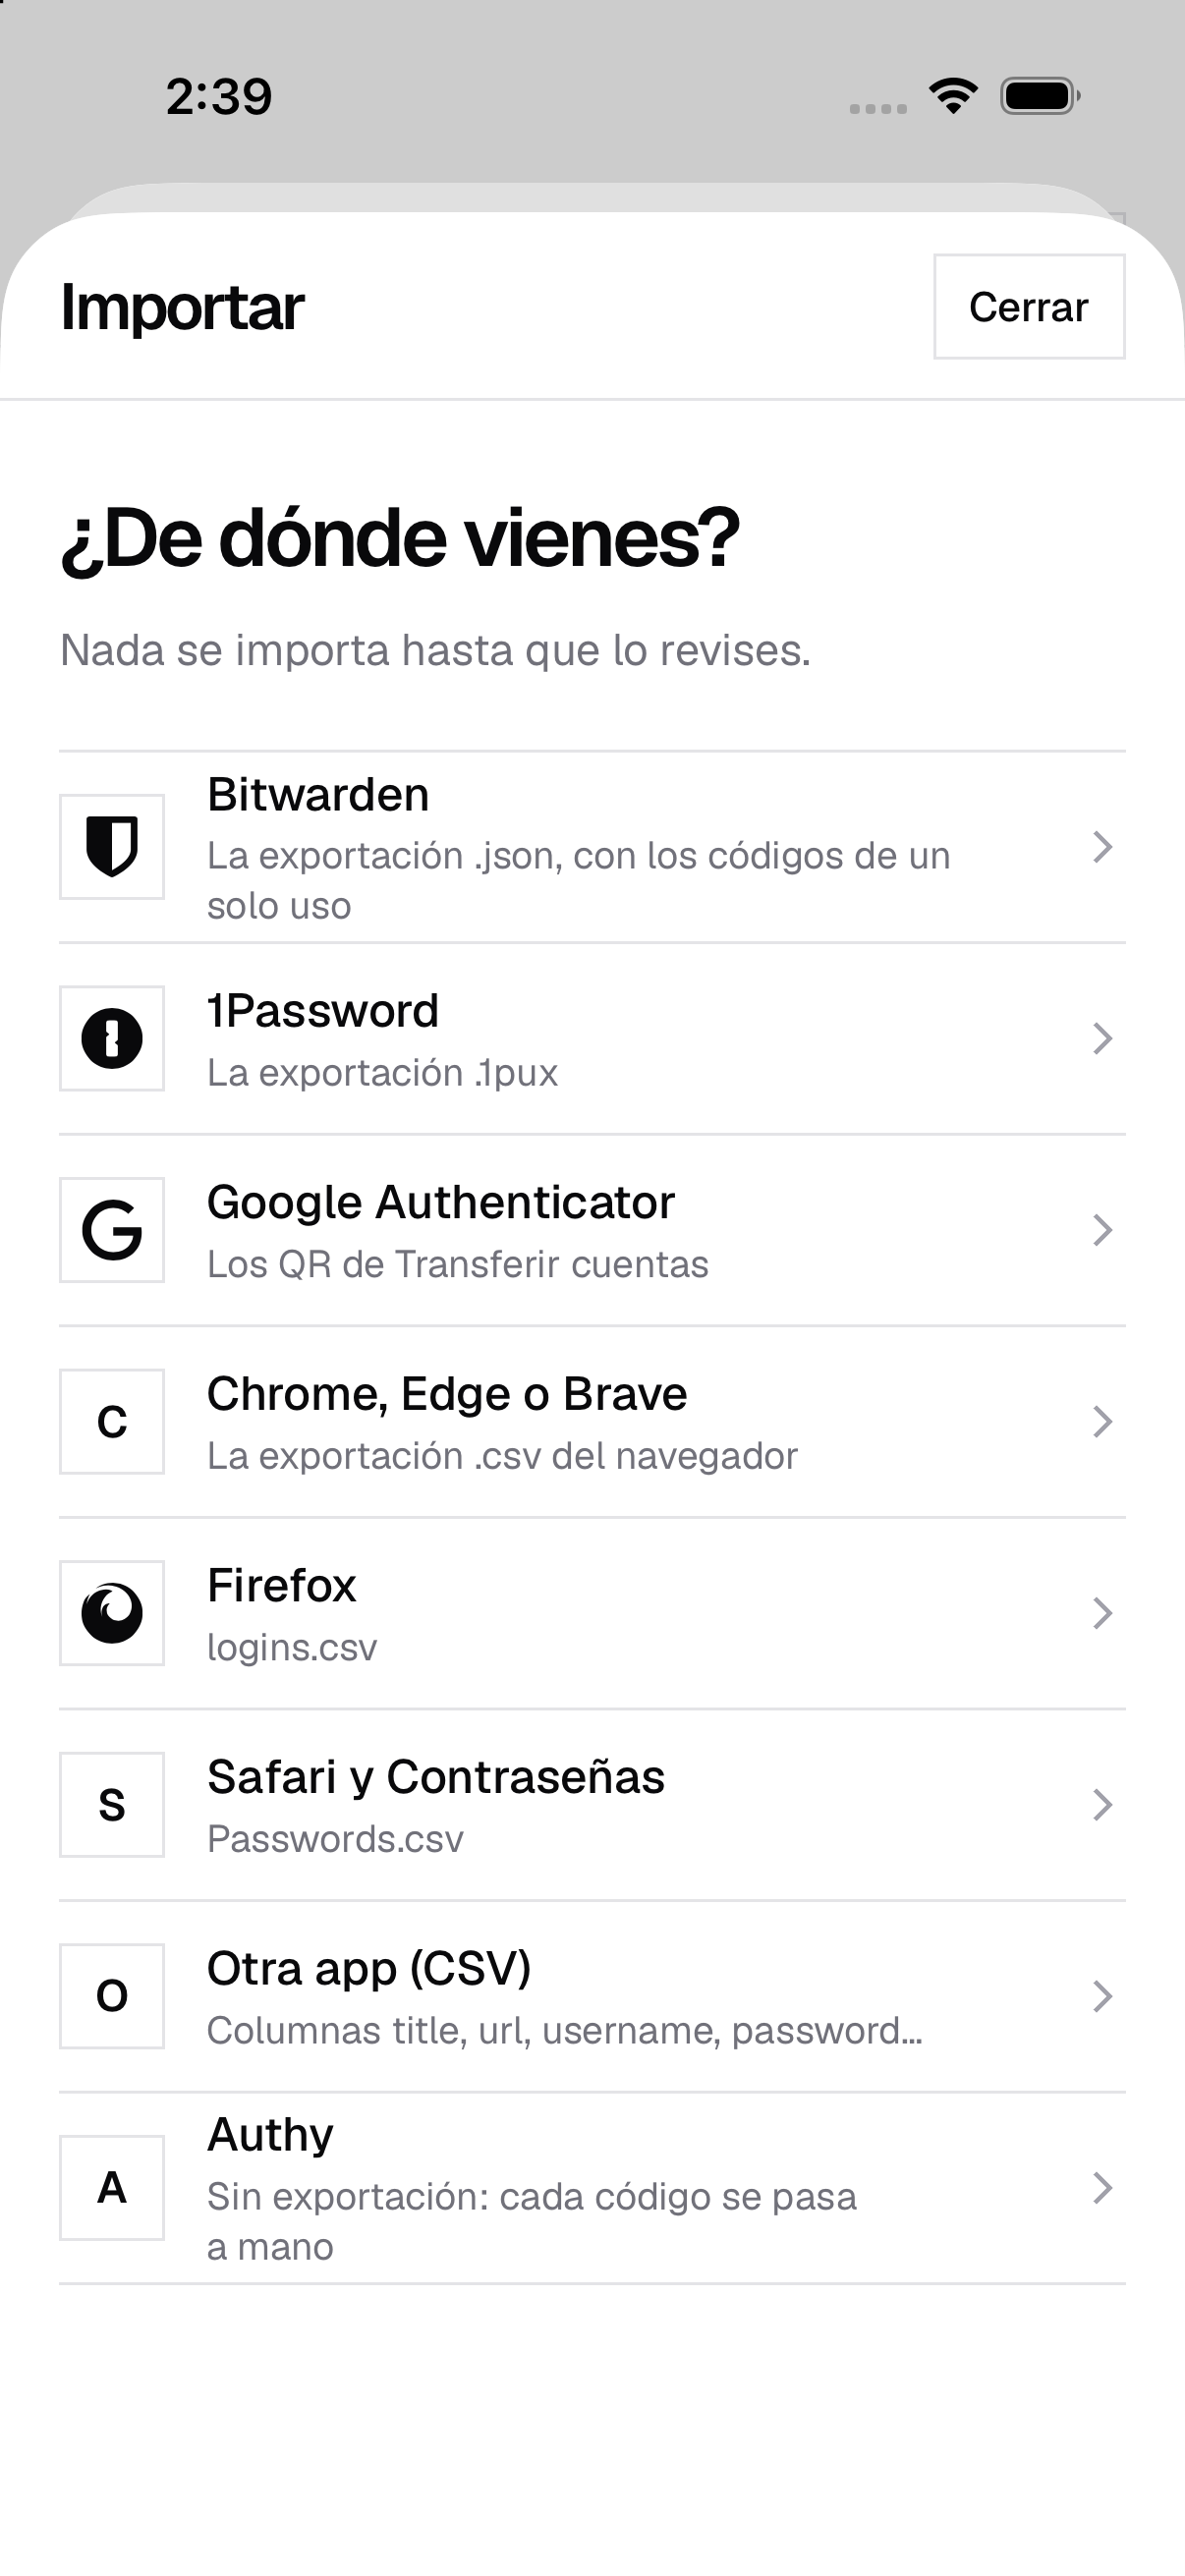 2:39
Importar
Cerrar
¿De dónde vienes?
Nada se importa hasta que lo revises.
Bitwarden
La exportación .json, con los códigos de un
solo uso
1Password
La exportación .1pux
Google Authenticator
Los QR de Transferir cuentas
C
Chrome, Edge o Brave
La exportación .csv del navegador
Firefox
logins.csv
S
Safari y Contraseñas
Passwords.csv
O
Otra app (CSV)
Columnas title, url, username, password...
A
Authy
Sin exportación: cada código se pasa
a mano